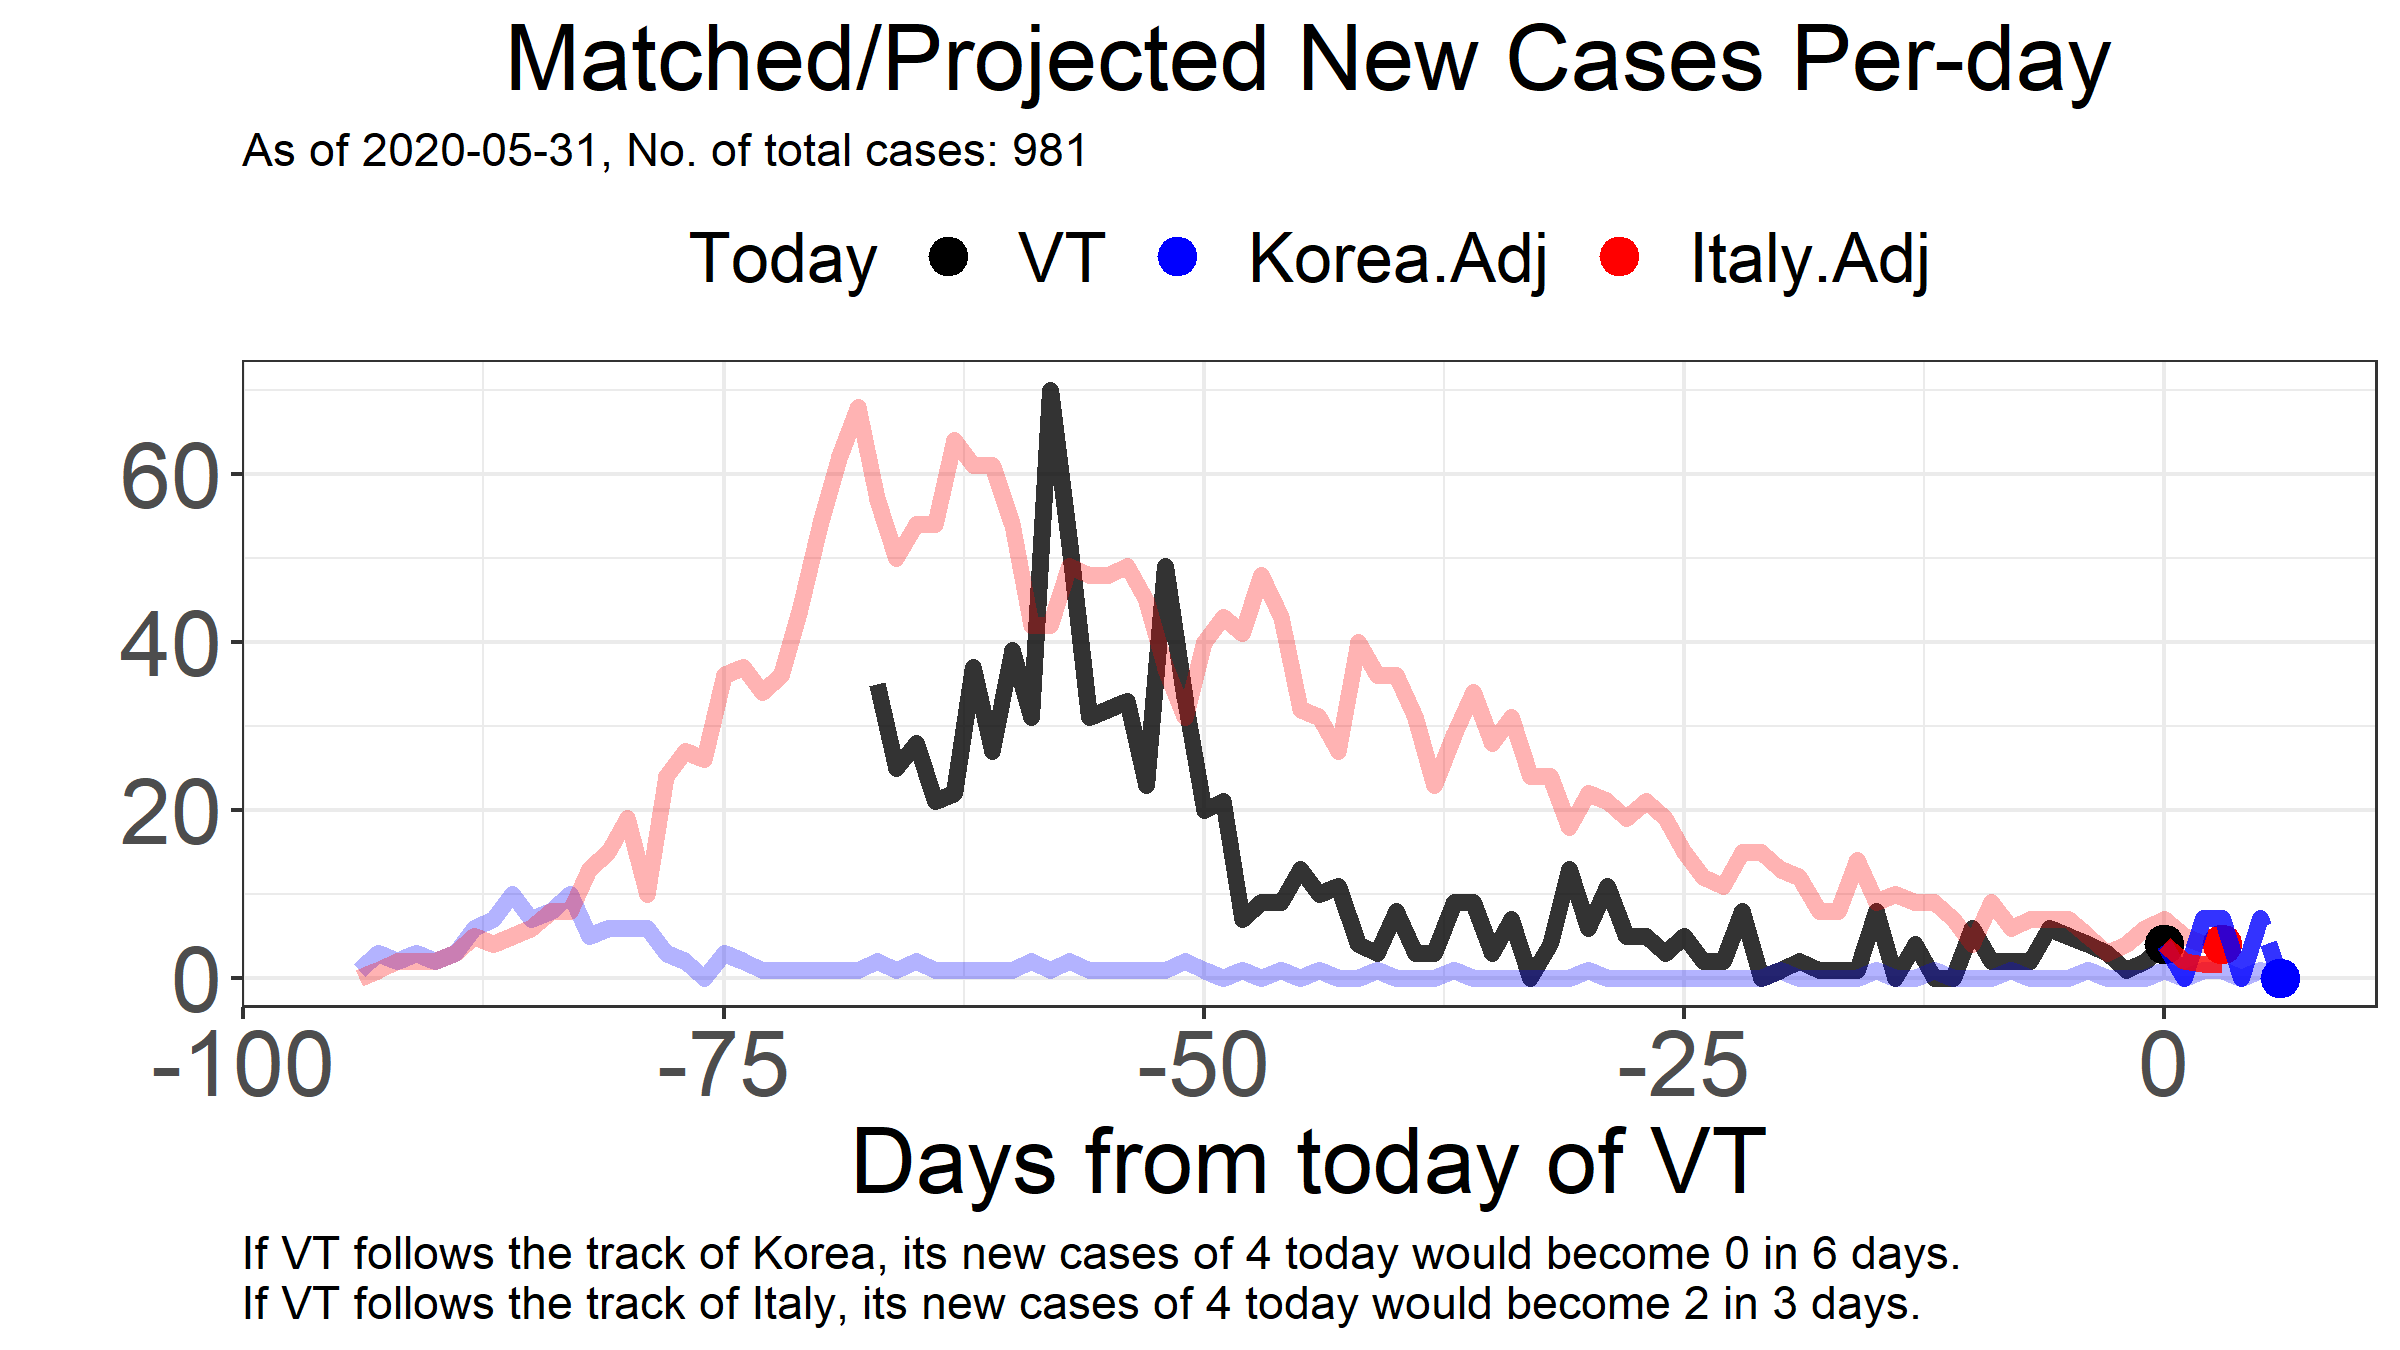 Matched/Projected New Cases Per-day
As of 2020-05-31, No. of total cases: 981
Today VT Korea.Adj Italy.Adj
60
40
20
0
-100 -75 -50 -25 0
Days from today of VT
If VT follows the track of Korea, its new cases of 4 today would become 0 in 6 days.
If VT follows the track of Italy, its new cases of 4 today would become 2 in 3 days.